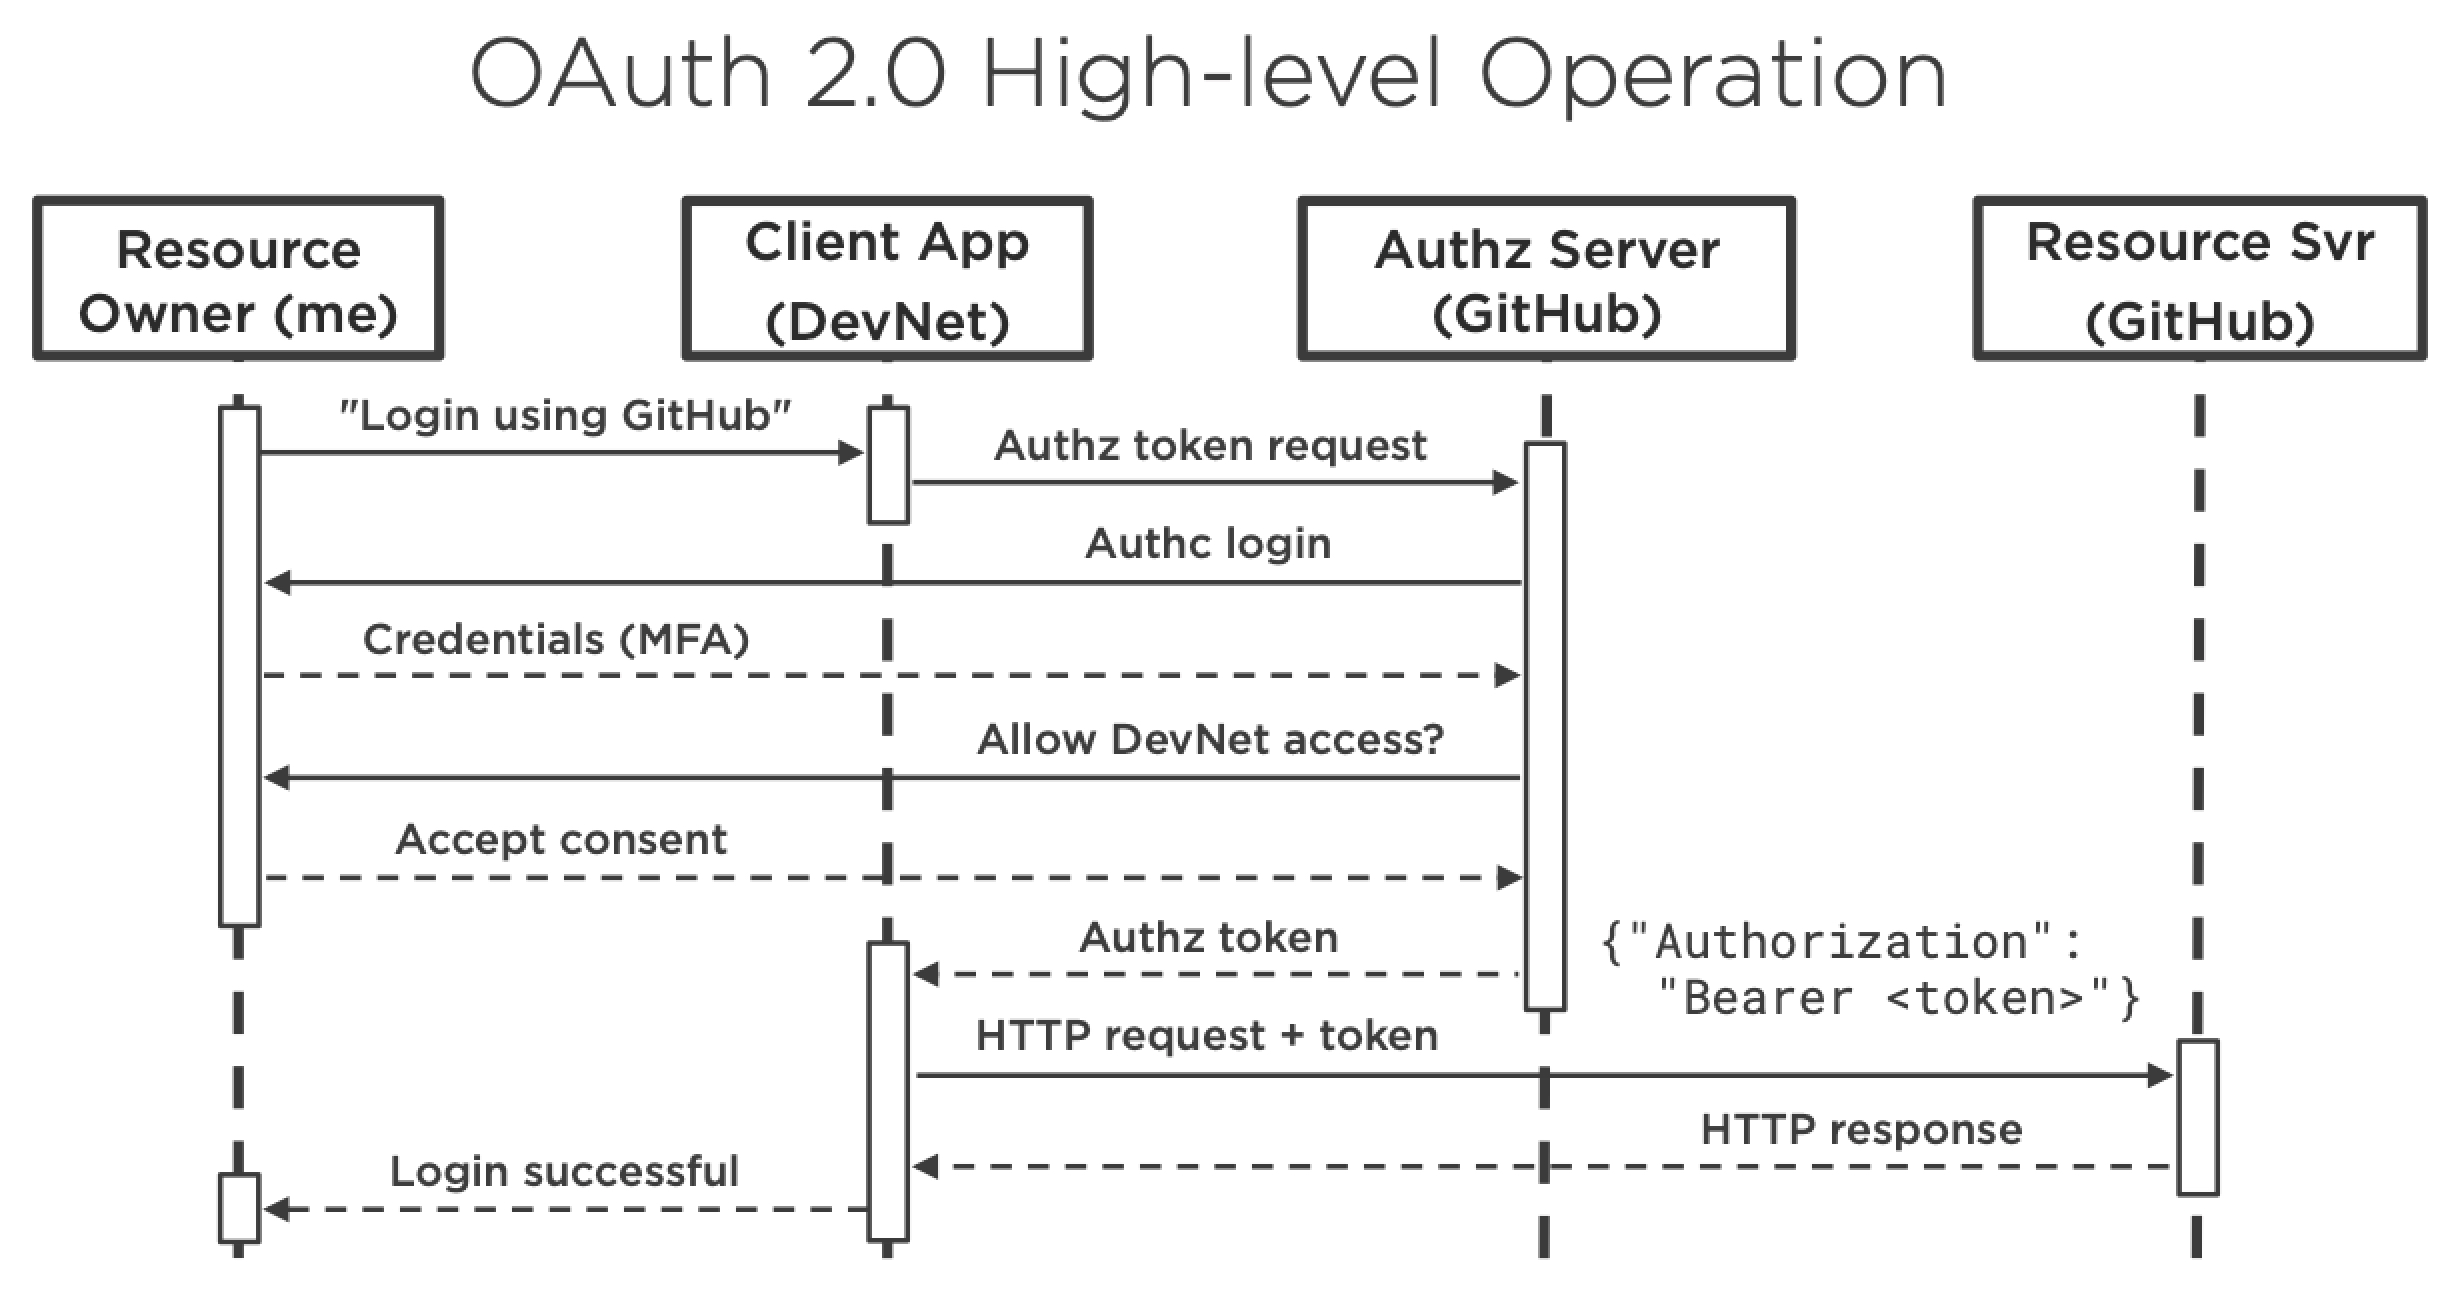 OAuth 2.0 High-level Operation
Resource
Owner (me)
Client App
(DevNet)
Authz Server
(GitHub)
Resource Svr
(GitHub)
"Login using GitHub"
Authz token request
Authc login
Credentials (MFA)
Allow DevNet access?
Accept consent
Authz token
{"Authorization":
"Bearer <token>"}
HTTP request + token
HTTP response
Login successful